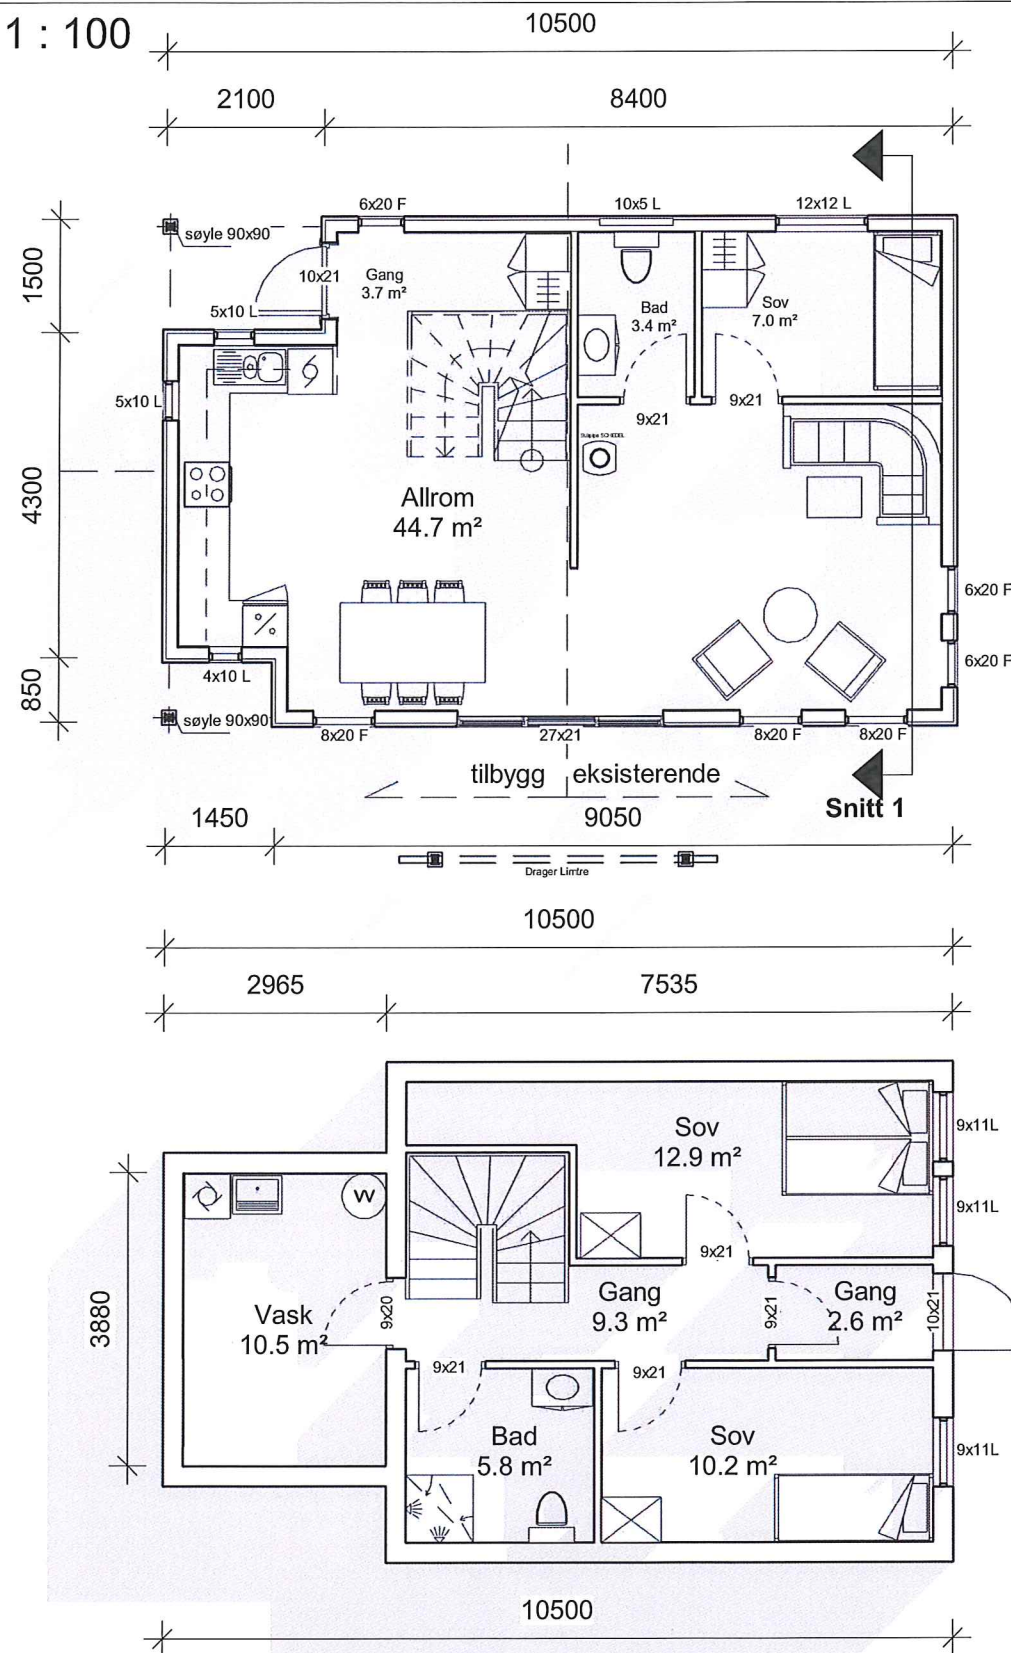 1 : 100
10500
2100
8400
6x20 F
10x5 L
12x12 L
søyle 90x90
1500
10x21
Gang
3.7 m²
Bad
3.4 m²
Sov
7.0 m²
5x10 L
5x10 L
9x21
9x21
4300
Allrom
44.7 m²
6x20 F
6x20 F
4x10 L
850
søyle 90x90
8x20 F
27x21
8x20 F
8x20 F
tilbygg eksisterende
Snitt 1
1450
9050
Drager Limtre
10500
2965
7535
Sov
12.9 m²
9x11L
9x11L
W
9x21
3880
Vask
10.5 m²
9x20
Gang
9.3 m²
9x21
Gang
2.6 m²
10x21
9x21
9x21
Bad
5.8 m²
Sov
10.2 m²
9x11L
10500